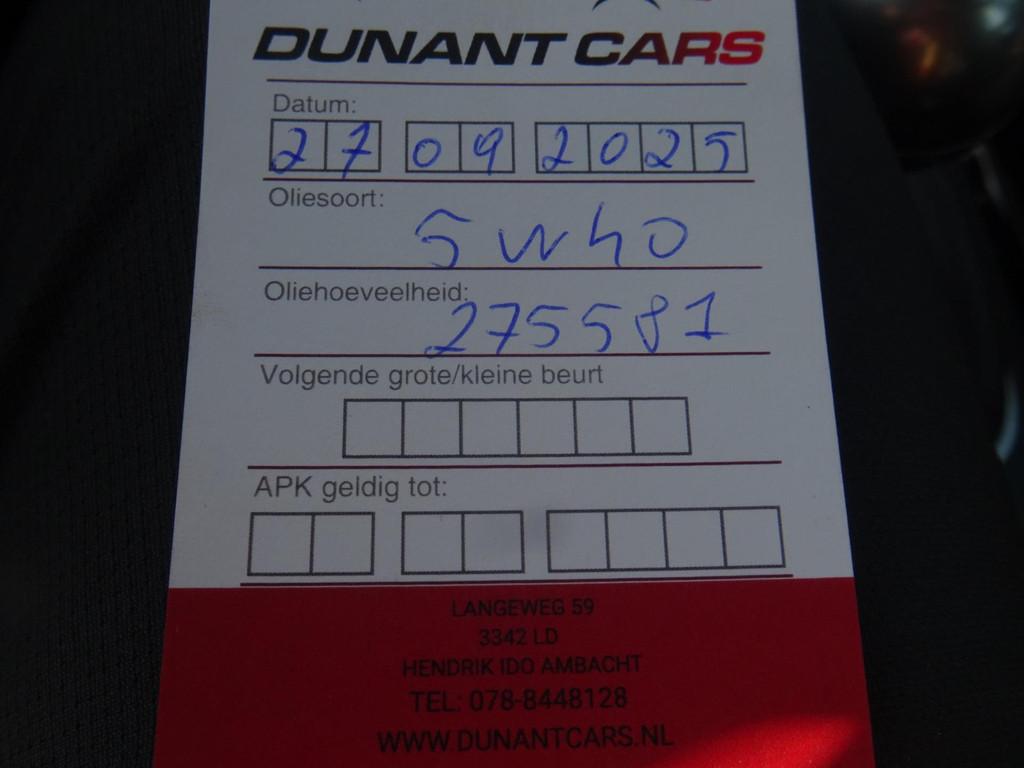 DUNANT CARS
Datum:
27 09 2025
Oliesoort:
5W40
Oliehoeveelheid:
275581
Volgende grote/kleine beurt
APK geldig tot:
LANGEWEG 59
3342 LD
HENDRIK IDO AMBACHT
TEL: 078-8448128
WWW.DUNANTCARS.NL